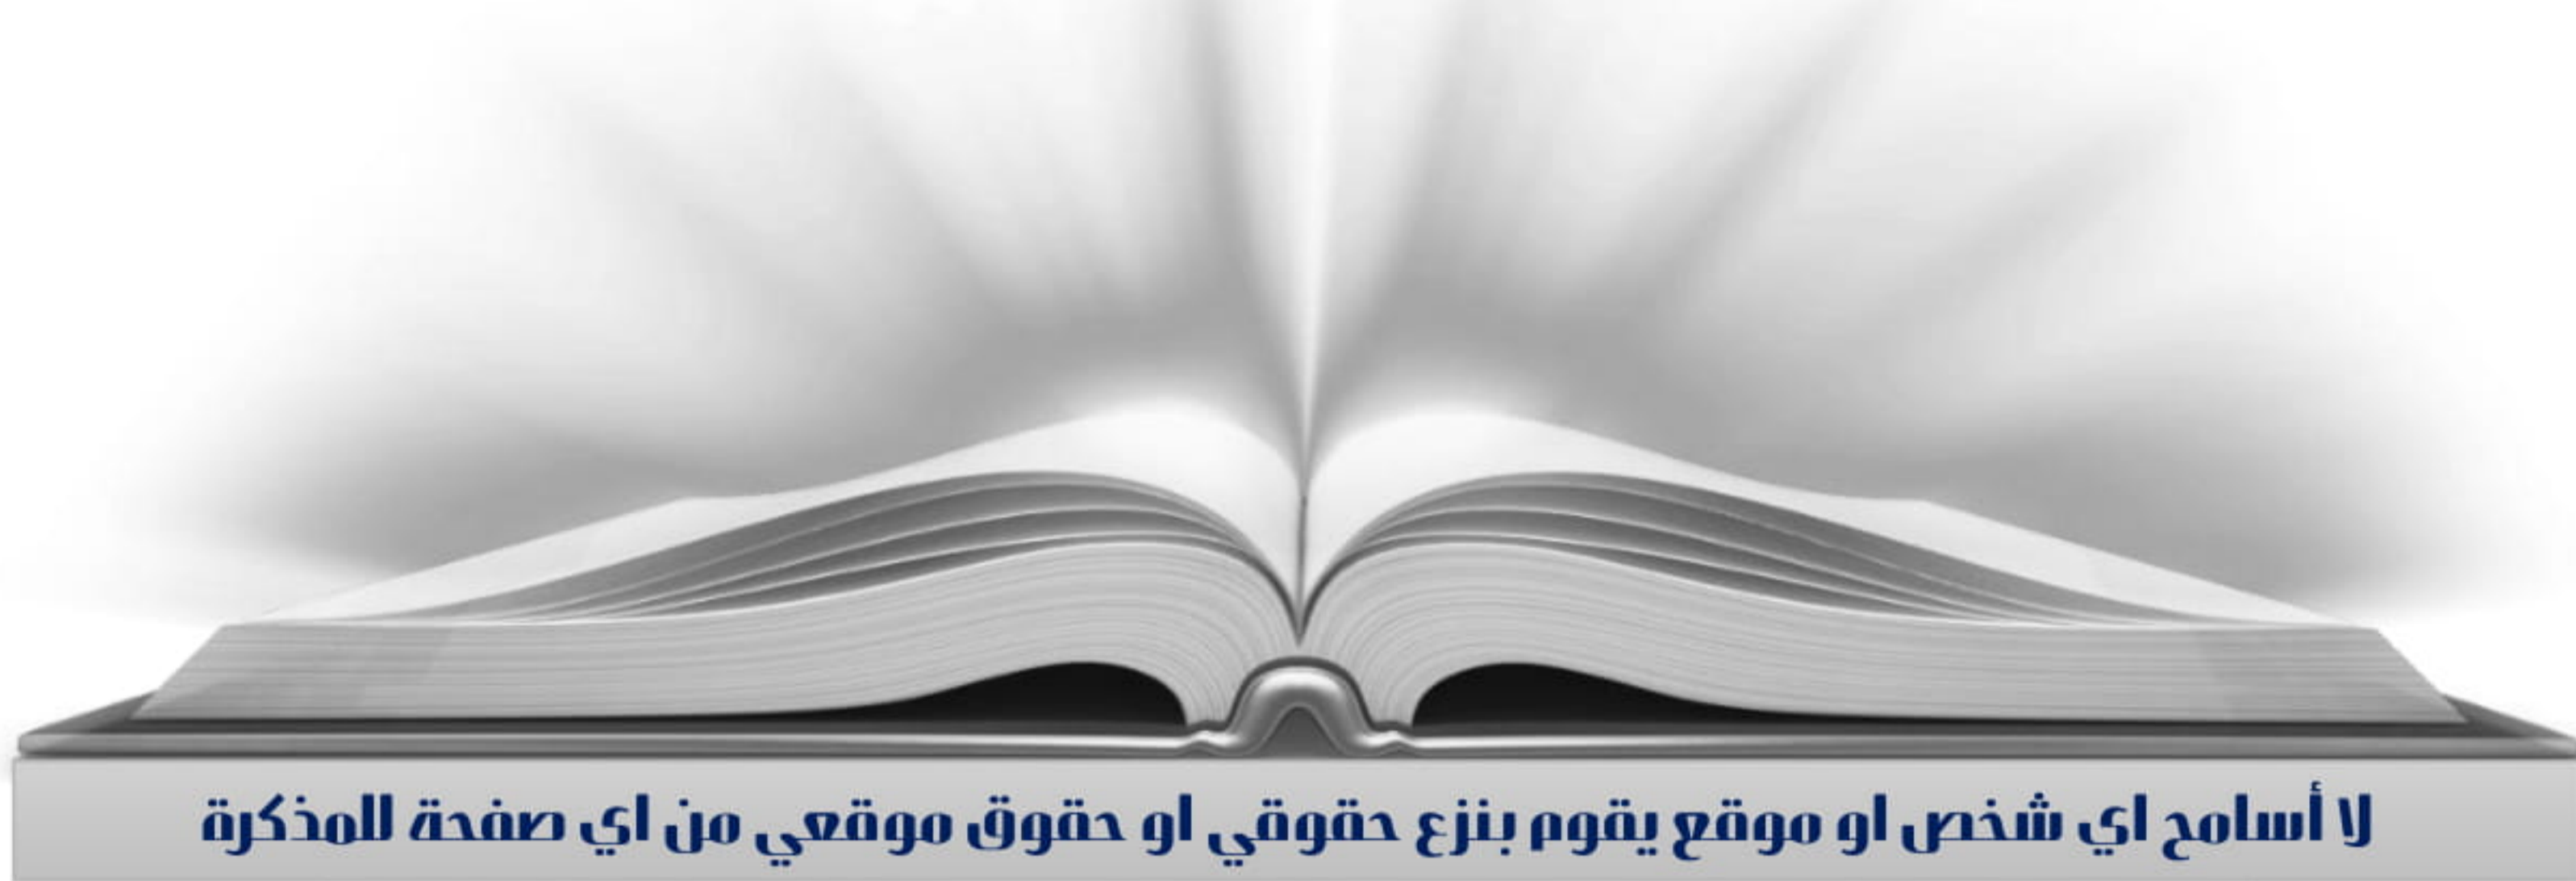 لا أسامح اي شخص او موقع يقوم بنزع حقوقي او حقوق موقعي من اي صفحة للمذكرة